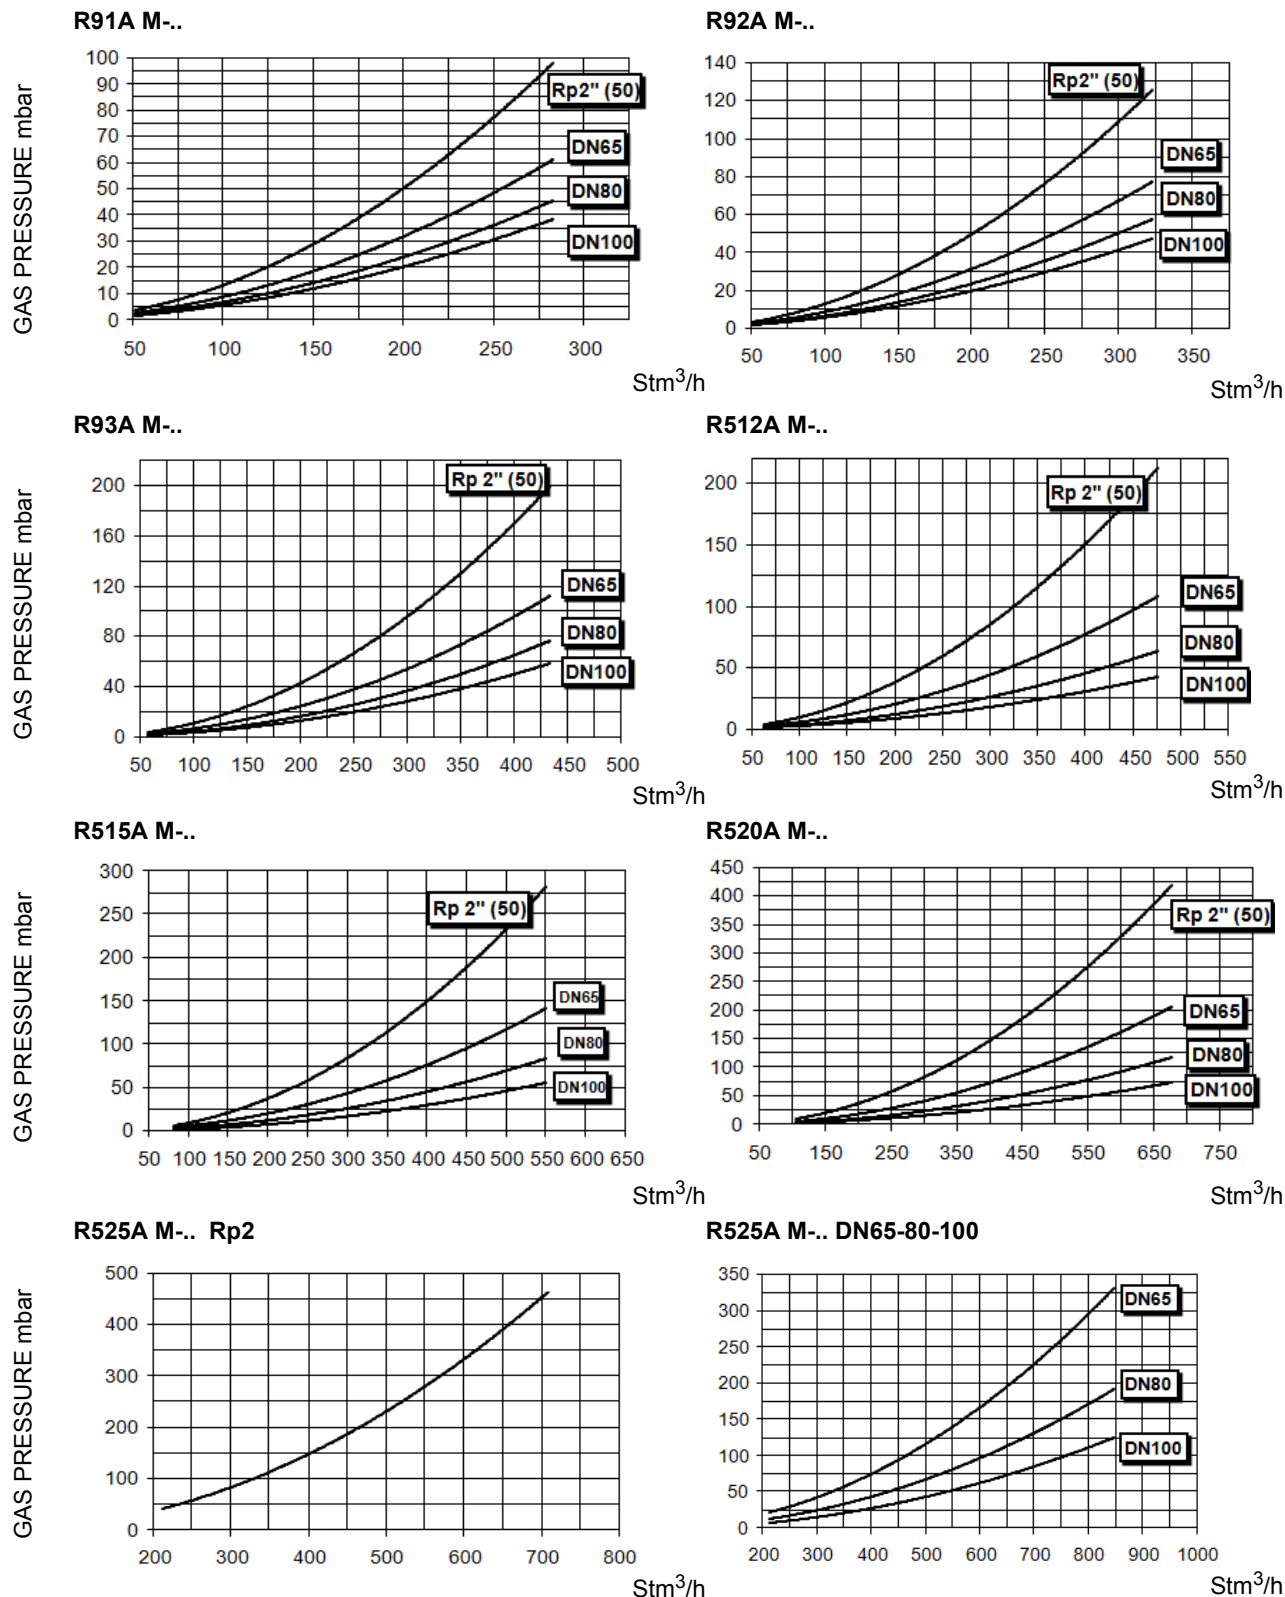 R91A M-..
R92A M-..
GAS PRESSURE mbar
100
90
80
70
60
50
40
30
20
10
0
Rp2" (50)
DN65
DN80
DN100
50 100 150 200 250 300
Stm³/h
140
120
100
80
60
40
20
0
Rp2" (50)
DN65
DN80
DN100
50 100 150 200 250 300 350
Stm³/h
R93A M-..
R512A M-..
GAS PRESSURE mbar
200
160
120
80
40
0
Rp 2" (50)
DN65
DN80
DN100
50 100 150 200 250 300 350 400 450 500
Stm³/h
200
150
100
50
0
Rp 2" (50)
DN65
DN80
DN100
50 100 150 200 250 300 350 400 450 500 550
Stm³/h
R515A M-..
R520A M-..
GAS PRESSURE mbar
300
250
200
150
100
50
0
Rp 2" (50)
DN65
DN80
DN100
50 100 150 200 250 300 350 400 450 500 550 600 650
Stm³/h
450
400
350
300
250
200
150
100
50
0
Rp 2" (50)
DN65
DN80
DN100
50 150 250 350 450 550 650 750
Stm³/h
R525A M-.. Rp2
R525A M-.. DN65-80-100
GAS PRESSURE mbar
500
400
300
200
100
0
200 300 400 500 600 700 800
Stm³/h
350
300
250
200
150
100
50
0
DN65
DN80
DN100
200 300 400 500 600 700 800 900 1000
Stm³/h